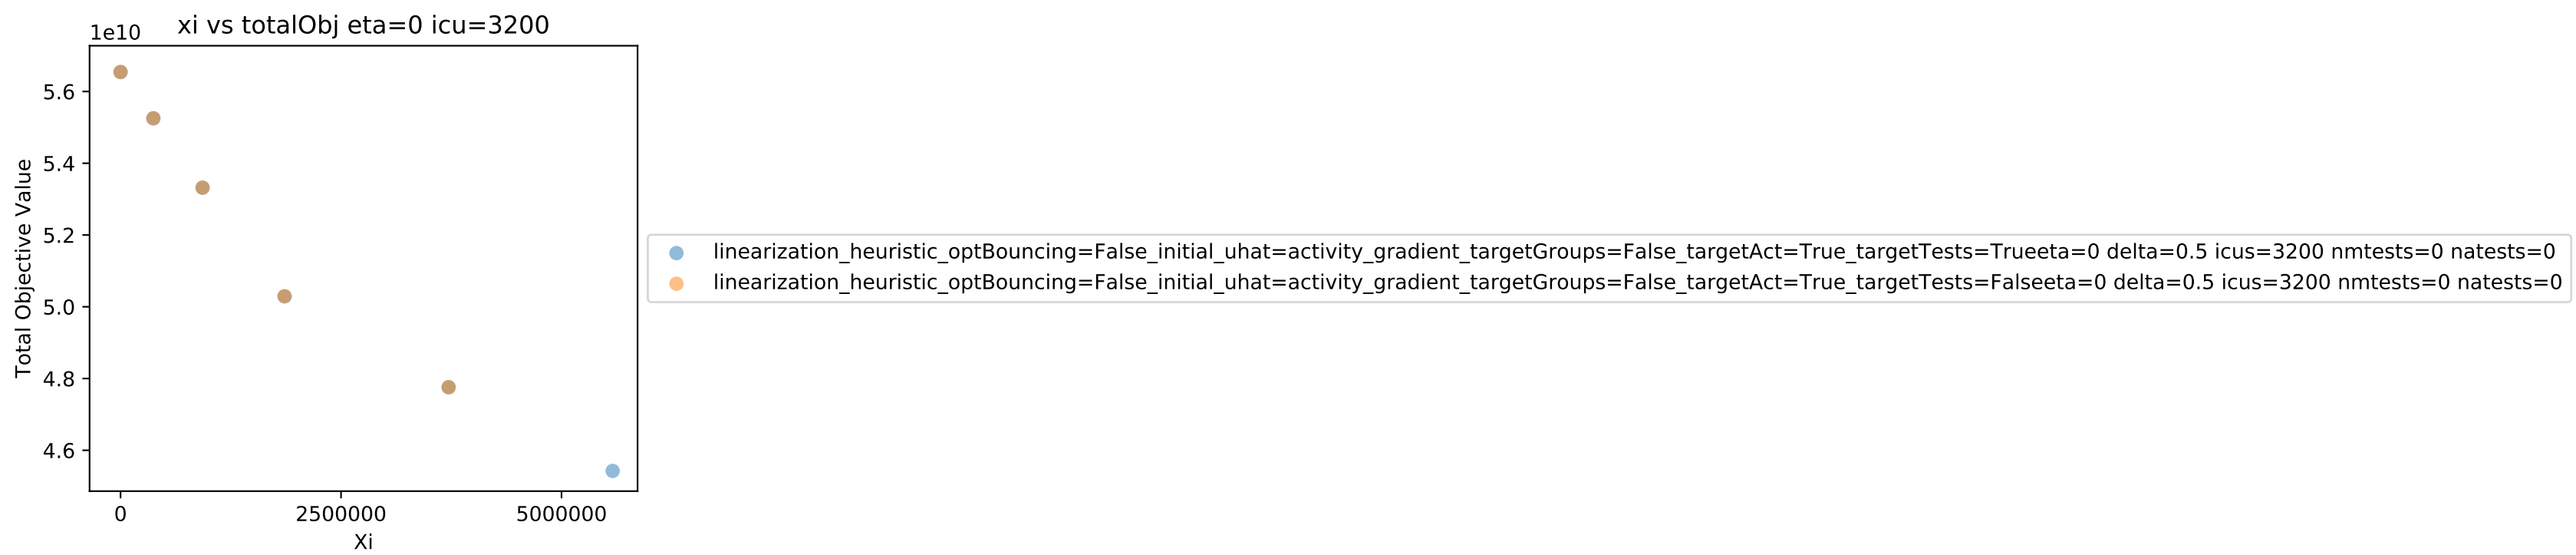 xi vs totalObj eta=0 icu=3200
1e10
5.6
5.4
5.2
5.0
4.8
4.6
Total Objective Value
0 2500000 5000000
Xi
linearization_heuristic_optBouncing=False_initial_uhat=activity_gradient_targetGroups=False_targetAct=True_targetTests=Trueeta=0 delta=0.5 icus=3200 nmtests=0 natests=0
linearization_heuristic_optBouncing=False_initial_uhat=activity_gradient_targetGroups=False_targetAct=True_targetTests=Falseeta=0 delta=0.5 icus=3200 nmtests=0 natests=0